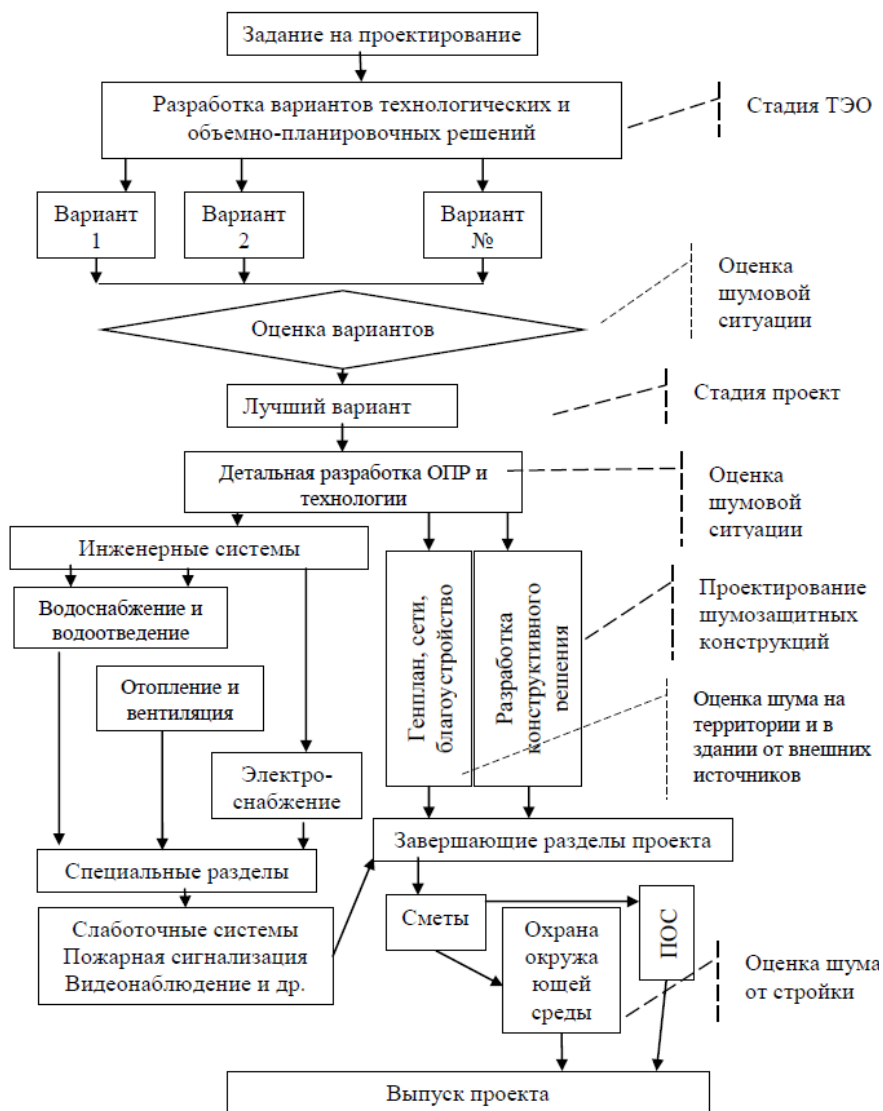 Задание на проектирование
Разработка вариантов технологических и
объемно-планировочных решений
Стадия ТЭО
Вариант
1
Вариант
2
Вариант
№
Оценка
шумовой
ситуации
Оценка вариантов
Лучший вариант
Стадия проект
Детальная разработка ОПР и
технологии
Оценка
шумовой
ситуации
Инженерные системы
Водоснабжение и
водоотведение
Отопление и
вентиляция
Электро-
снабжение
Генплан, сети,
благоустройство
Разработка
конструктивного
решения
Проектирование
шумозащитных
конструкций
Оценка шума на
территории и в
здании от внешних
источников
Специальные разделы
Слаботочные системы
Пожарная сигнализация
Видеонаблюдение и др.
Завершающие разделы проекта
Сметы
Охрана
окружа
ющей
среды
ПОС
Оценка шума
от стройки
Выпуск проекта